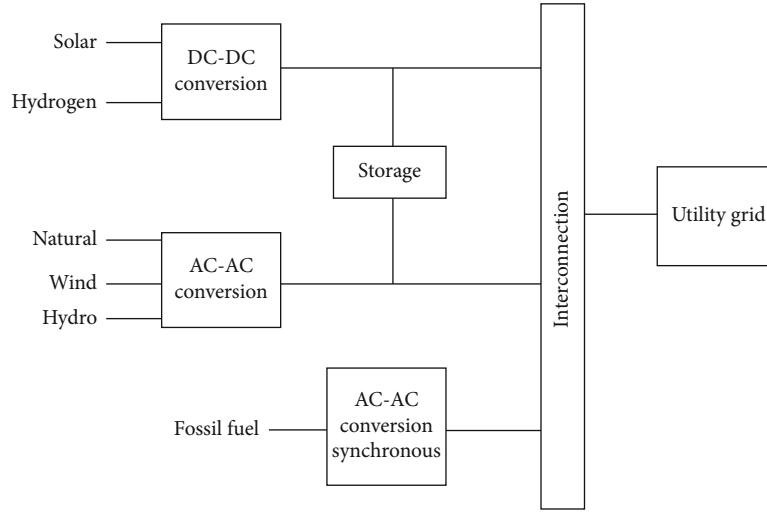 Solar
Hydrogen
DC-DC
conversion
Storage
Natural
Wind
Hydro
AC-AC
conversion
Fossil fuel
AC-AC
conversion
synchronous
Interconnection
Utility grid